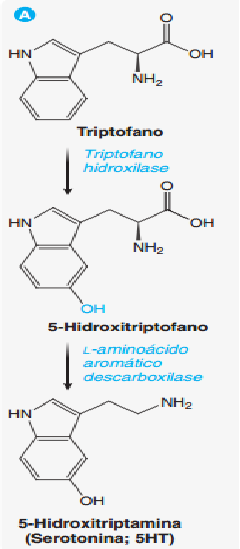 A
O
HN
OH
NH2
Triptofano
Triptofano
hidroxilase
O
HN
OH
NH2
OH
5-Hidroxitriptofano
L-aminoácido
aromático
descarboxilase
NH2
HN
OH
5-Hidroxitriptamina
(Serotonina; 5HT)